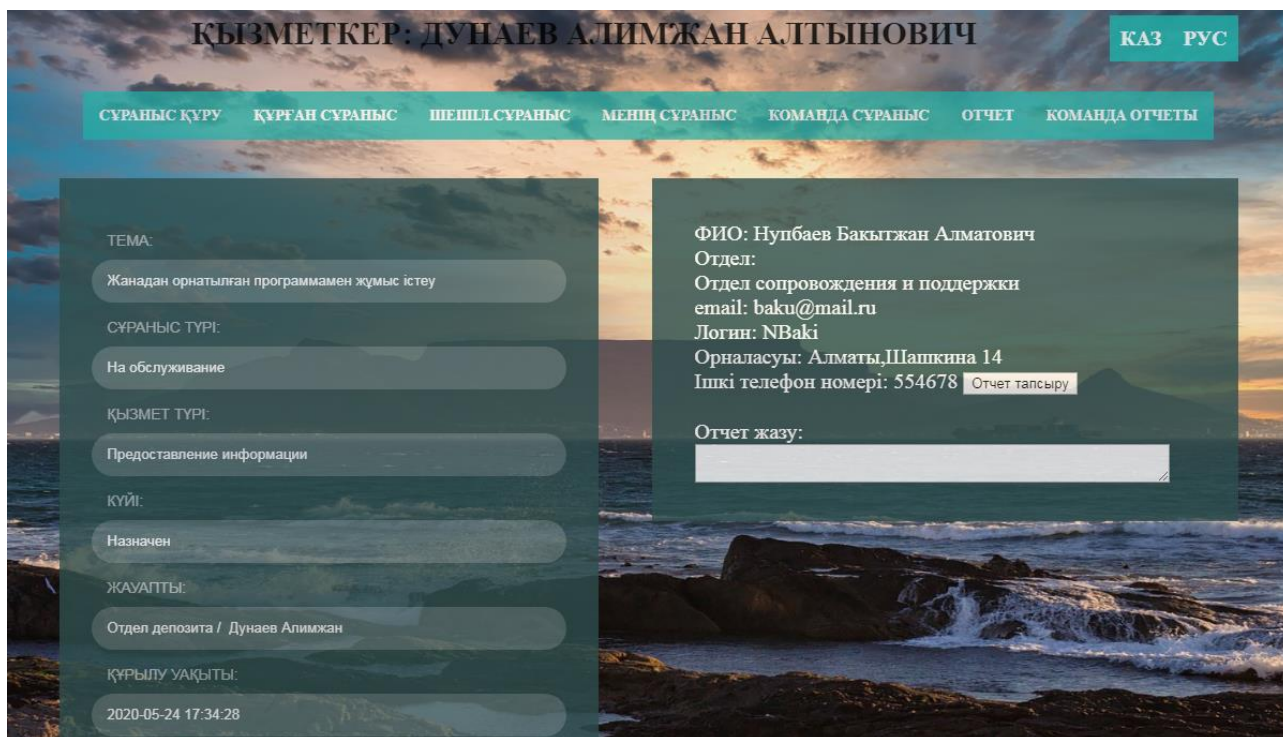 ҚЫЗМЕТКЕР: ДУНАЕВ АЛИМЖАН АЛТЫНОВИЧ
КАЗ РУС
СҰРАНЫС ҚҰРУ ҚҰРҒАН СҰРАНЫС ШЕШІЛ.СҰРАНЫС МЕНІҢ СҰРАНЫС КОМАНДА СҰРАНЫС ОТЧЕТ КОМАНДА ОТЧЕТЫ
ТЕМА:
Жанадан орнатылған программамен жұмыс істеу
СҰРАНЫС ТҮРІ:
На обслуживание
ҚЫЗМЕТ ТҮРІ:
Предоставление информации
КҮЙІ:
Назначен
ЖАУАПТЫ:
Отдел депозита / Дунаев Алимжан
ҚҰРЫЛУ УАҚЫТЫ:
2020-05-24 17:34:28
ФИО: Нупбаев Бакытжан Алматович
Отдел:
Отдел сопровождения и поддержки
email: baku@mail.ru
Логин: NBaki
Орналасуы: Алматы,Шашкина 14
Ішкі телефон номері: 554678 Отчет тапсыру
Отчет жазу: